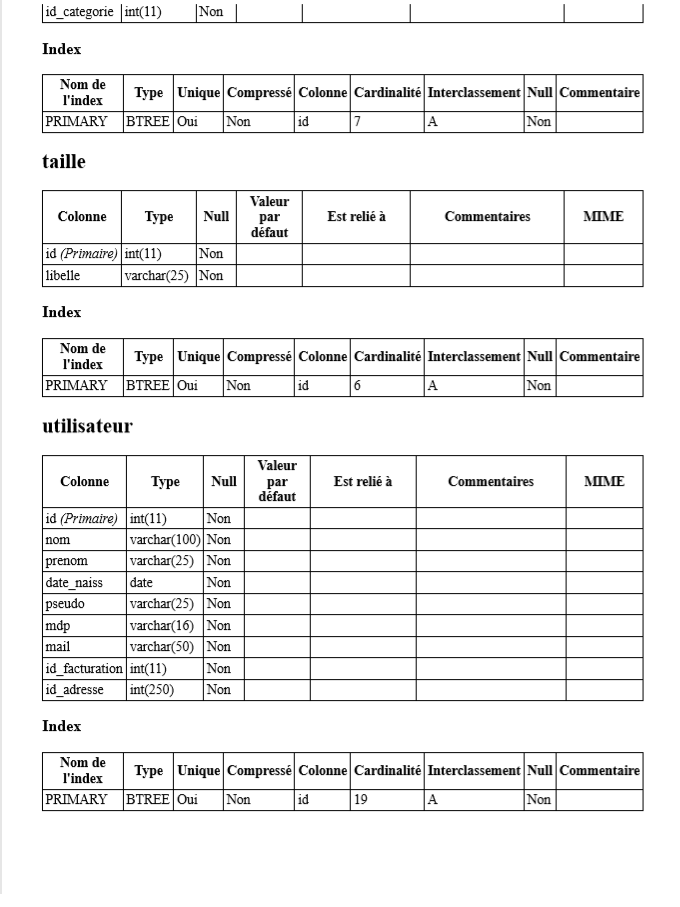 id_categorie int(11) Non
Index
Nom de l'index Type Unique Compressé Colonne Cardinalité Interclassement Null Commentaire
PRIMARY BTREE Oui Non id 7 A Non
taille
Colonne Type Null Valeur par défaut Est relié à Commentaires MIME
id (Primaire) int(11) Non
libelle varchar(25) Non
Index
Nom de l'index Type Unique Compressé Colonne Cardinalité Interclassement Null Commentaire
PRIMARY BTREE Oui Non id 6 A Non
utilisateur
Colonne Type Null Valeur par défaut Est relié à Commentaires MIME
id (Primaire) int(11) Non
nom varchar(100) Non
prenom varchar(25) Non
date_naiss date Non
pseudo varchar(25) Non
mdp varchar(16) Non
mail varchar(50) Non
id_facturation int(11) Non
id_adresse int(250) Non
Index
Nom de l'index Type Unique Compressé Colonne Cardinalité Interclassement Null Commentaire
PRIMARY BTREE Oui Non id 19 A Non